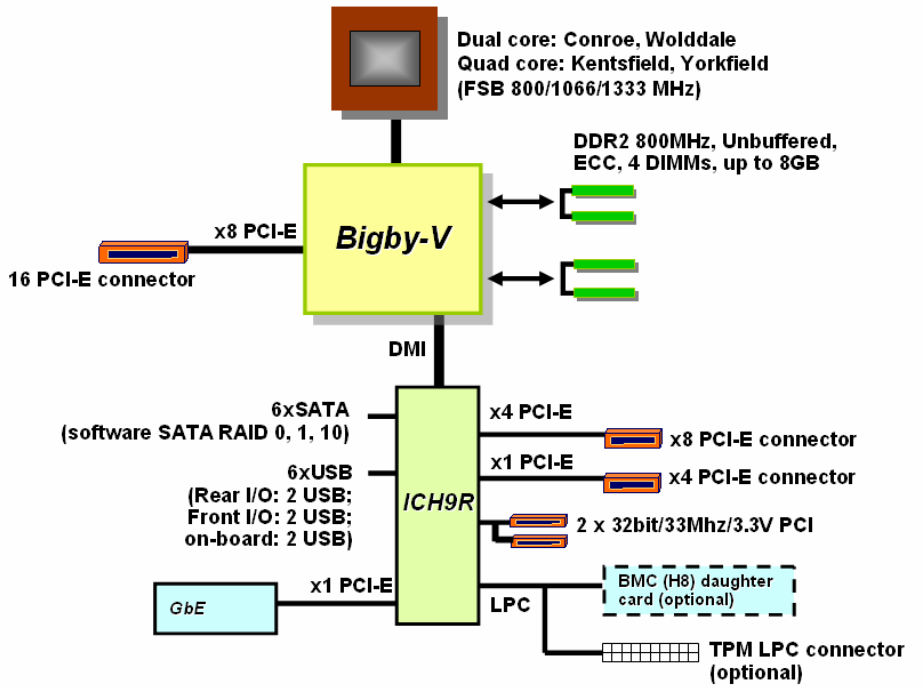 Dual core: Conroe, Wolddale
Quad core: Kentsfield, Yorkfield
(FSB 800/1066/1333 MHz)
DDR2 800MHz, Unbuffered,
ECC, 4 DIMMs, up to 8GB
x8 PCI-E
Bigby-V
16 PCI-E connector
DMI
6xSATA
(software SATA RAID 0, 1, 10)
x4 PCI-E
x8 PCI-E connector
6xUSB
(Rear I/O: 2 USB;
Front I/O: 2 USB;
on-board: 2 USB)
ICH9R
x1 PCI-E
x4 PCI-E connector
2 x 32bit/33Mhz/3.3V PCI
x1 PCI-E
GbE
LPC
BMC (H8) daughter
card (optional)
TPM LPC connector
(optional)